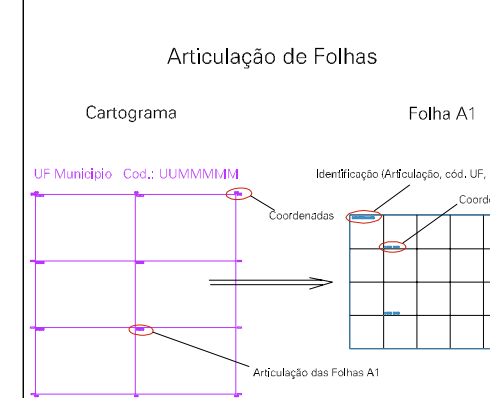 Articulação de Folhas
Cartograma
Folha A1
UF Municipio Cod.: UUMMMMM
Identificação (Articulação, cód. UF,
Coordenadas
Articulação das Folhas A1